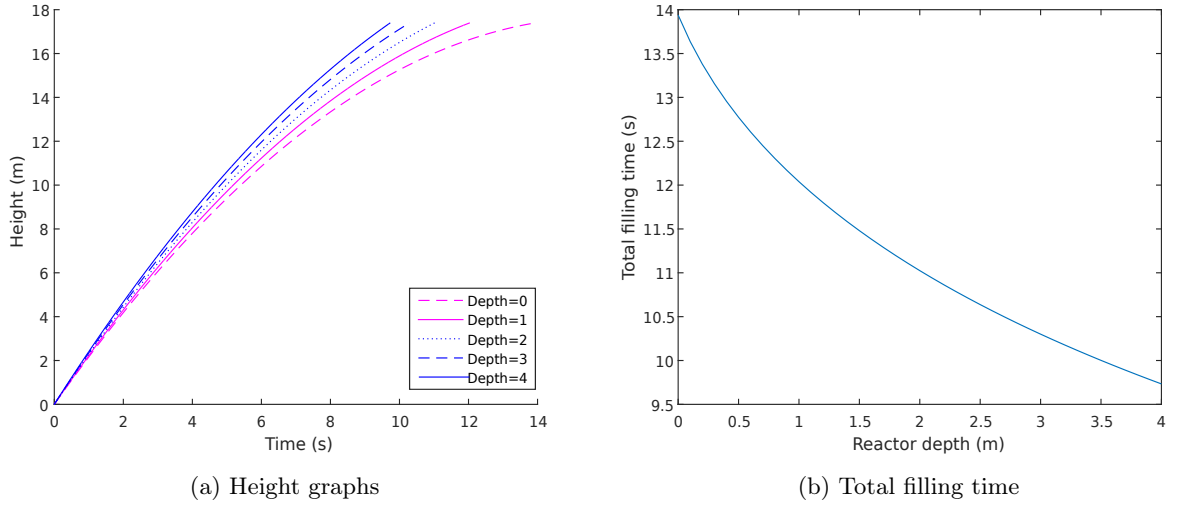 18
16
14
12
10
8
6
4
2
0
Height (m)
0 2 4 6 8 10 12 14
Time (s)
Depth=0
Depth=1
Depth=2
Depth=3
Depth=4
(a) Height graphs
14
13.5
13
12.5
12
11.5
11
10.5
10
9.5
Total filling time (s)
0 0.5 1 1.5 2 2.5 3 3.5 4
Reactor depth (m)
(b) Total filling time